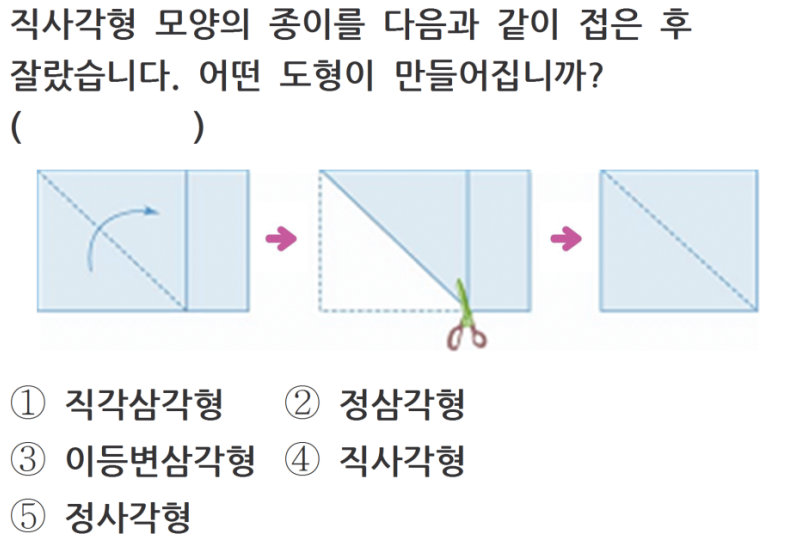 직사각형 모양의 종이를 다음과 같이 접은 후
잘랐습니다. 어떤 도형이 만들어집니까?
(                )
① 직각삼각형 ② 정삼각형
③ 이등변삼각형 ④ 직사각형
⑤ 정사각형